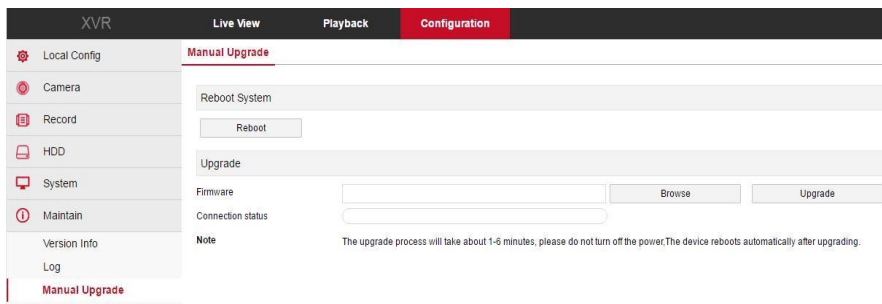 XVR
Live View
Playback
Configuration
Local Config
Camera
Record
HDD
System
Maintain
Version Info
Log
Manual Upgrade
Manual Upgrade
Reboot System
Reboot
Upgrade
Firmware
Browse
Upgrade
Connection status
Note
The upgrade process will take about 1-6 minutes, please do not turn off the power,The device reboots automatically after upgrading.